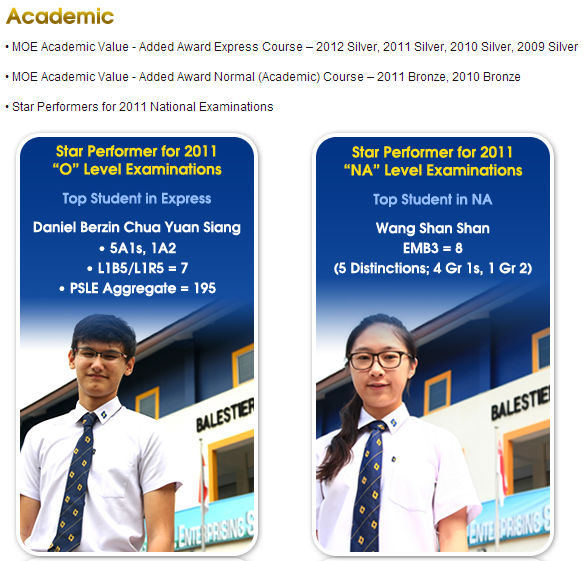 Academic
• MOE Academic Value - Added Award Express Course – 2012 Silver, 2011 Silver, 2010 Silver, 2009 Silver
• MOE Academic Value - Added Award Normal (Academic) Course – 2011 Bronze, 2010 Bronze
• Star Performers for 2011 National Examinations
Star Performer for 2011
“O” Level Examinations
Top Student in Express
Daniel Berzin Chua Yuan Siang
• 5A1s, 1A2
• L1B5/L1R5 = 7
• PSLE Aggregate = 195
BALESTIER
Star Performer for 2011
“NA” Level Examinations
Top Student in NA
Wang Shan Shan
EMB3 = 8
(5 Distinctions; 4 Gr 1s, 1 Gr 2)
BALESTIE
ENTERPRISING S